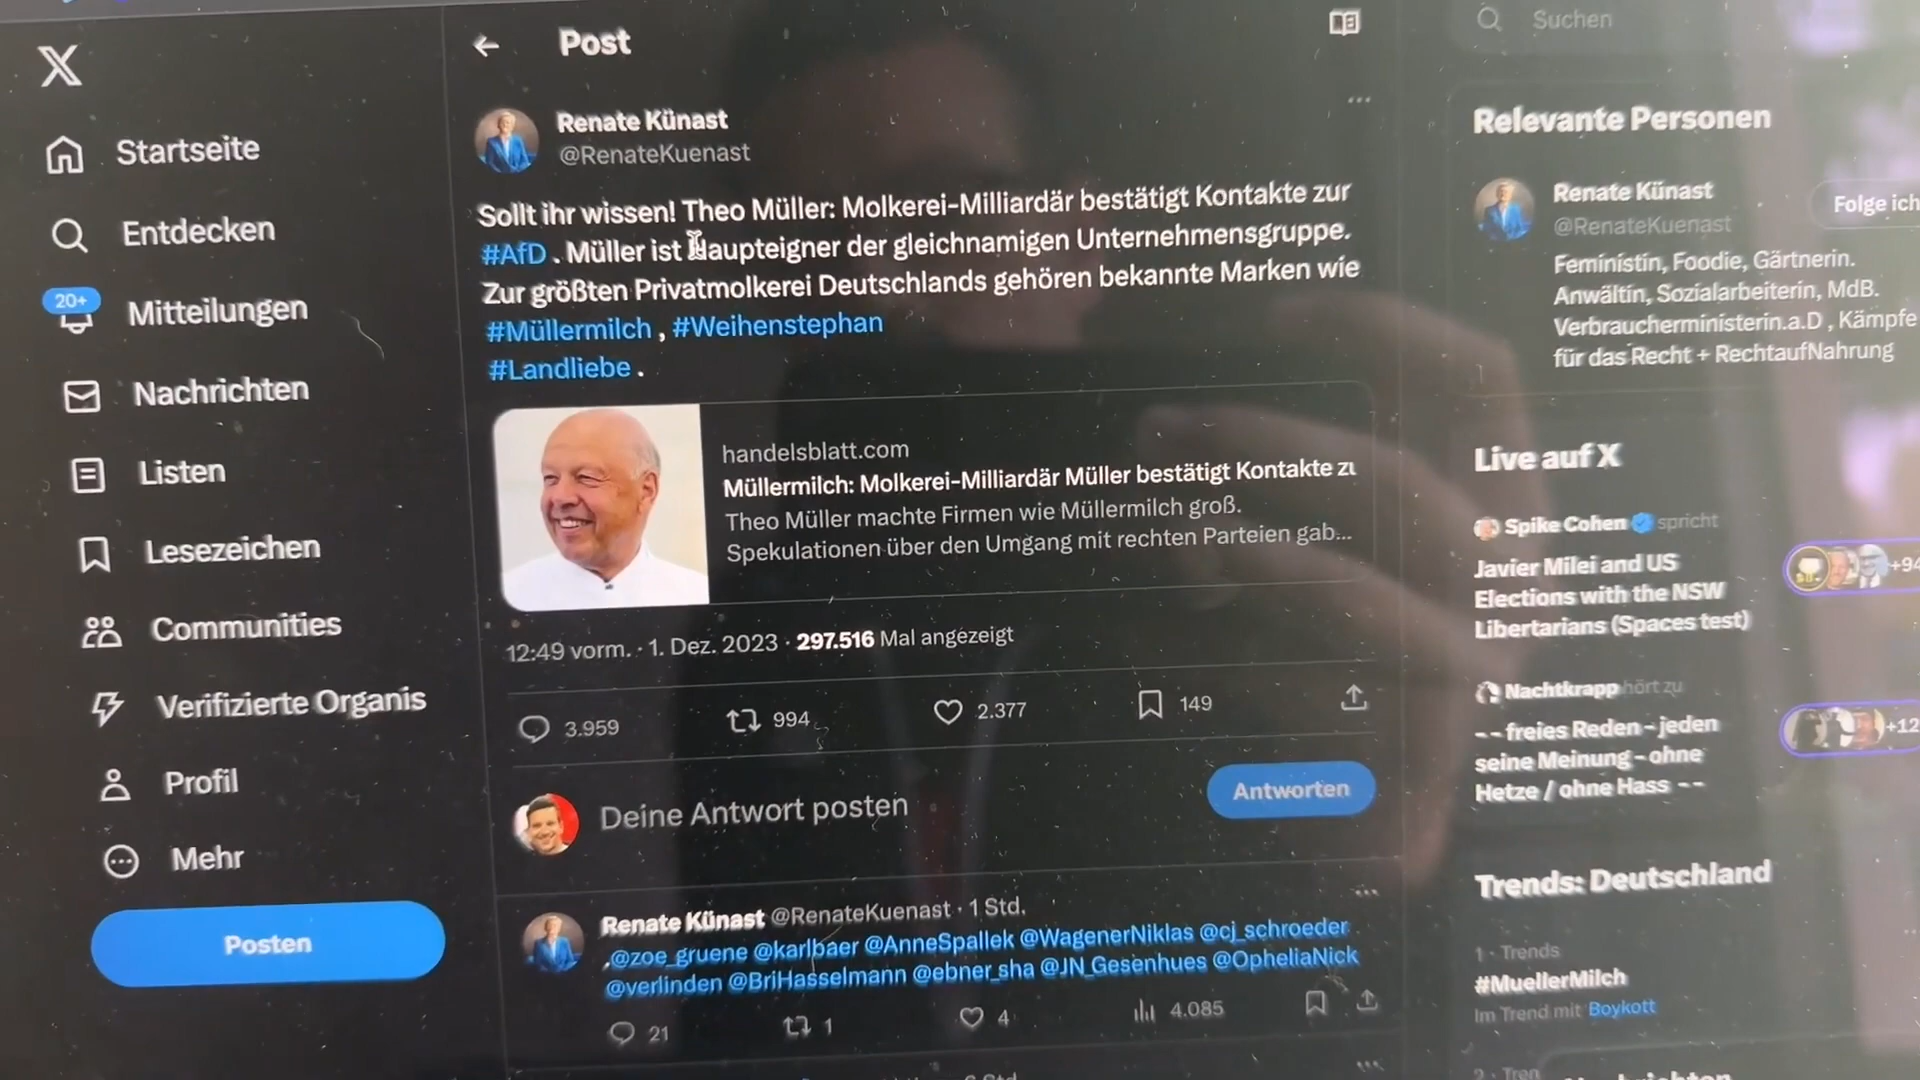 Startseite
Entdecken
20+
Mitteilungen
Nachrichten
Listen
Lesezeichen
Communities
Verifizierte Organis
Profil
Mehr
Posten
Post
Renate Künast
@RenateKuenast
Sollt ihr wissen! Theo Müller: Molkerei-Milliardär bestätigt Kontakte zur
#AfD . Müller ist Haupteigner der gleichnamigen Unternehmensgruppe.
Zur größten Privatmolkerei Deutschlands gehören bekannte Marken wie
#Müllermilch , #Weihenstephan
#Landliebe .
handelsblatt.com
Müllermilch: Molkerei-Milliardär Müller bestätigt Kontakte zu
Theo Müller machte Firmen wie Müllermilch groß.
Spekulationen über den Umgang mit rechten Parteien gab...
12:49 vorm. · 1. Dez. 2023 · 297.516 Mal angezeigt
3.959 994 2.377 149
Deine Antwort posten
Antworten
Renate Künast @RenateKuenast · 1 Std.
.@zoe_gruene @karlbaer @AnneSpallek @WagenerNiklas @cj_schroeder
@verlinden @BriHasselmann @ebner_sha @JN_Gesenhues @OpheliaNick
21 1 4 4.085
Suchen
Relevante Personen
Renate Künast
@RenateKuenast
Folge ich
Feministin, Foodie, Gärtnerin.
Anwältin, Sozialarbeiterin, MdB.
Verbraucherministerin.a.D , Kämpfe
für das Recht + RechtaufNahrung
Live auf X
Spike Cohen spricht
Javier Milei and US
Elections with the NSW
Libertarians (Spaces test)
+94
Nachtkrapp hört zu
- - freies Reden - jeden
seine Meinung - ohne
Hetze / ohne Hass - -
+12
Trends: Deutschland
1 · Trends
#MuellerMilch
Im Trend mit Boykott